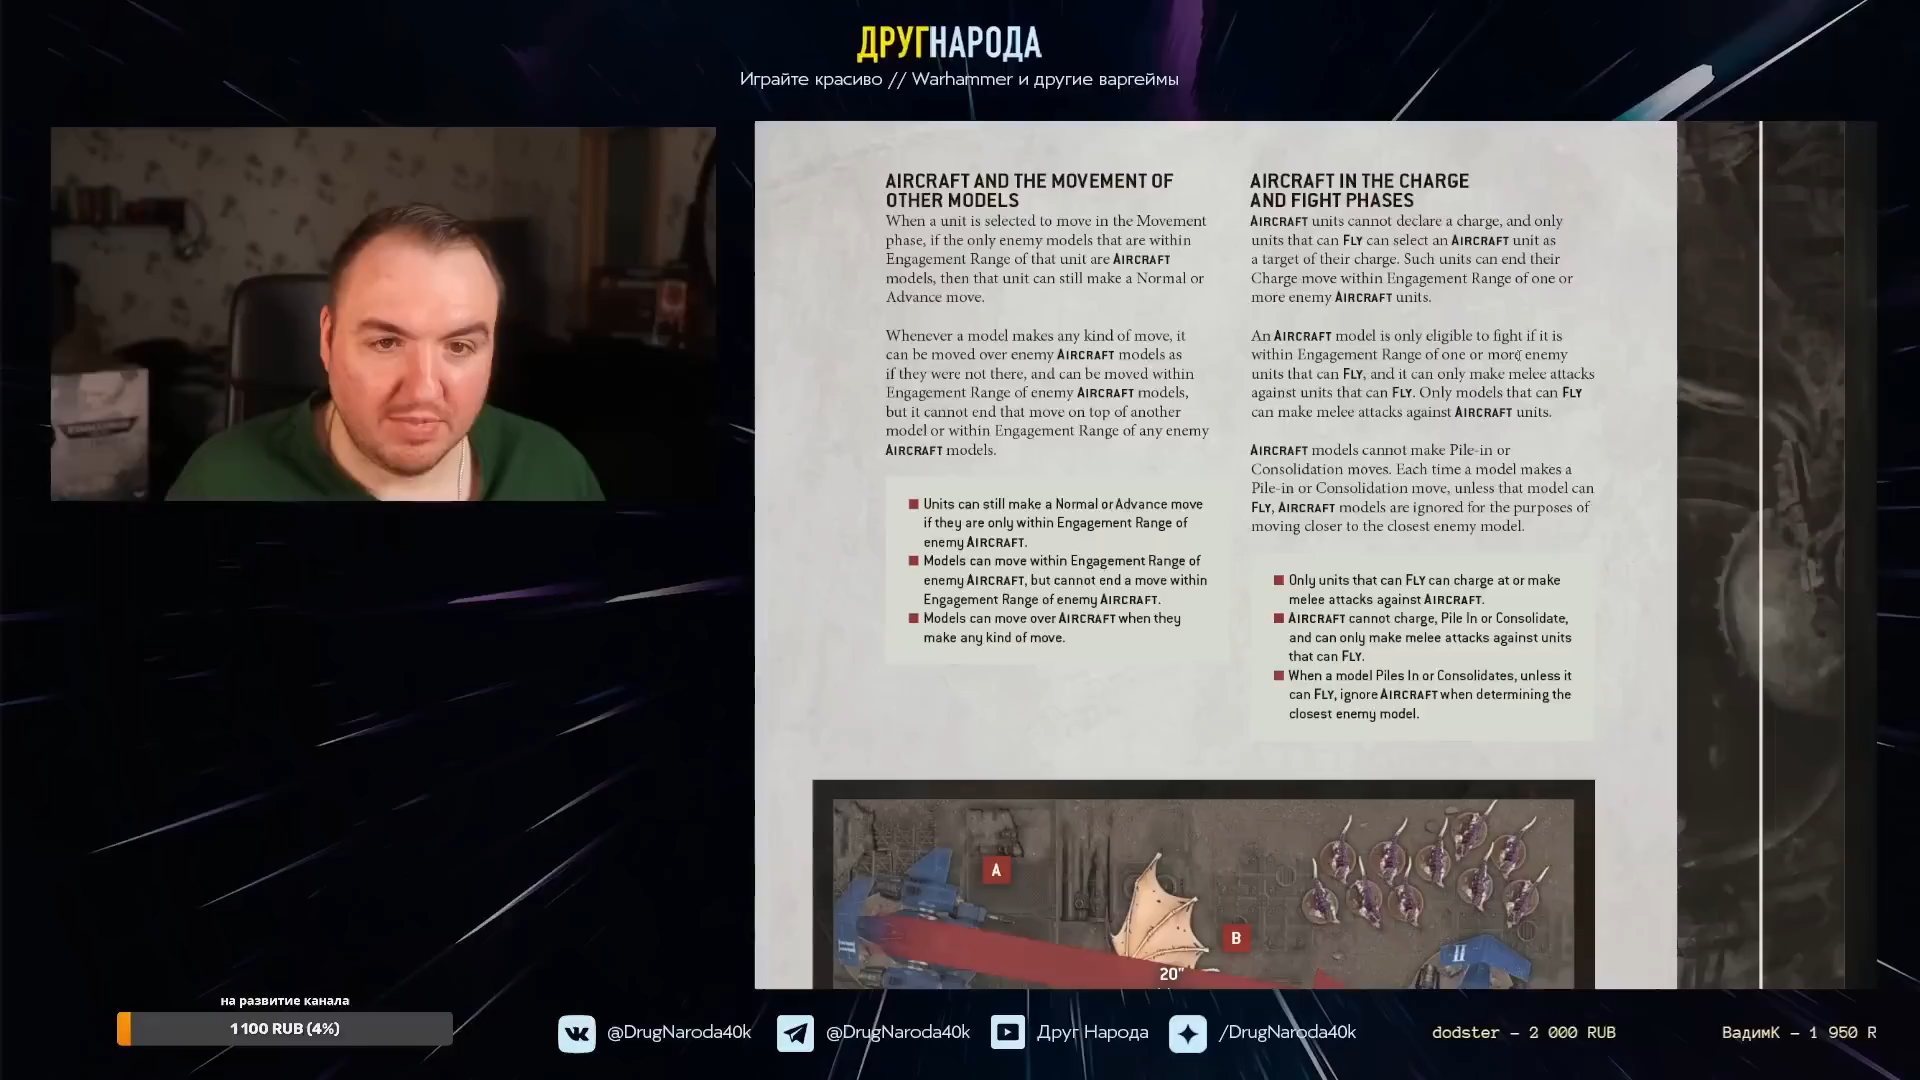 ДРУГНАРОДА
Играйте красиво // Warhammer и другие варгеймы
AIRCRAFT AND THE MOVEMENT OF
OTHER MODELS
When a unit is selected to move in the Movement
phase, if the only enemy models that are within
Engagement Range of that unit are AIRCRAFT
models, then that unit can still make a Normal or
Advance move.
Whenever a model makes any kind of move, it
can be moved over enemy AIRCRAFT models as
if they were not there, and can be moved within
Engagement Range of enemy AIRCRAFT models,
but it cannot end that move on top of another
model or within Engagement Range of any enemy
AIRCRAFT models.
■ Units can still make a Normal or Advance move
if they are only within Engagement Range of
enemy AIRCRAFT.
■ Models can move within Engagement Range of
enemy AIRCRAFT, but cannot end a move within
Engagement Range of enemy AIRCRAFT.
■ Models can move over AIRCRAFT when they
make any kind of move.
AIRCRAFT IN THE CHARGE
AND FIGHT PHASES
AIRCRAFT units cannot declare a charge, and only
units that can FLY can select an AIRCRAFT unit as
a target of their charge. Such units can end their
Charge move within Engagement Range of one or
more enemy AIRCRAFT units.
An AIRCRAFT model is only eligible to fight if it is
within Engagement Range of one or more enemy
units that can FLY, and it can only make melee attacks
against units that can FLY. Only models that can FLY
can make melee attacks against AIRCRAFT units.
AIRCRAFT models cannot make Pile-in or
Consolidation moves. Each time a model makes a
Pile-in or Consolidation move, unless that model can
FLY, AIRCRAFT models are ignored for the purposes of
moving closer to the closest enemy model.
■ Only units that can FLY can charge at or make
melee attacks against AIRCRAFT.
■ AIRCRAFT cannot charge, Pile In or Consolidate,
and can only make melee attacks against units
that can FLY.
■ When a model Piles In or Consolidates, unless it
can FLY, ignore AIRCRAFT when determining the
closest enemy model.
A
B
20"
II
II
на развитие канала
1 100 RUB (4%)
@DrugNaroda40k
@DrugNaroda40k
Друг Народа
/DrugNaroda40k
dodster – 2 000 RUB
ВадимК – 1 950 R